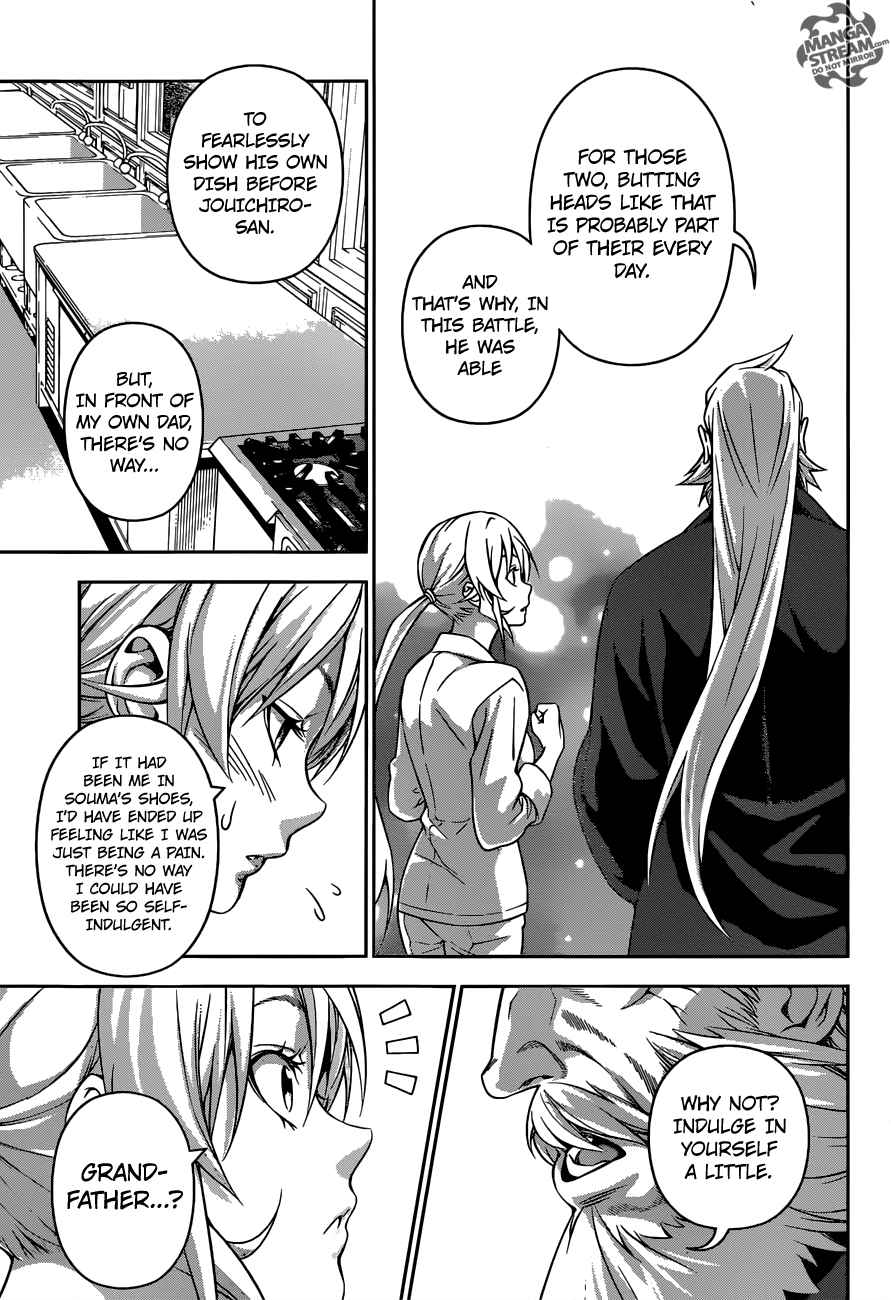 MANGA
STREAM.com
DO NOT MIRROR
FOR THOSE
TWO, BUTTING
HEADS LIKE THAT
IS PROBABLY PART
OF THEIR EVERY
DAY.
AND
THAT'S WHY, IN
THIS BATTLE,
HE WAS
ABLE
TO
FEARLESSLY
SHOW HIS OWN
DISH BEFORE
JOUICHIRO-
SAN.
BUT,
IN FRONT OF
MY OWN DAD,
THERE'S NO
WAY...
IF IT HAD
BEEN ME IN
SOUMA'S SHOES,
I'D HAVE ENDED UP
FEELING LIKE I WAS
JUST BEING A PAIN.
THERE'S NO WAY
I COULD HAVE
BEEN SO SELF-
INDULGENT.
WHY NOT?
INDULGE IN
YOURSELF
A LITTLE.
GRAND-
FATHER...?